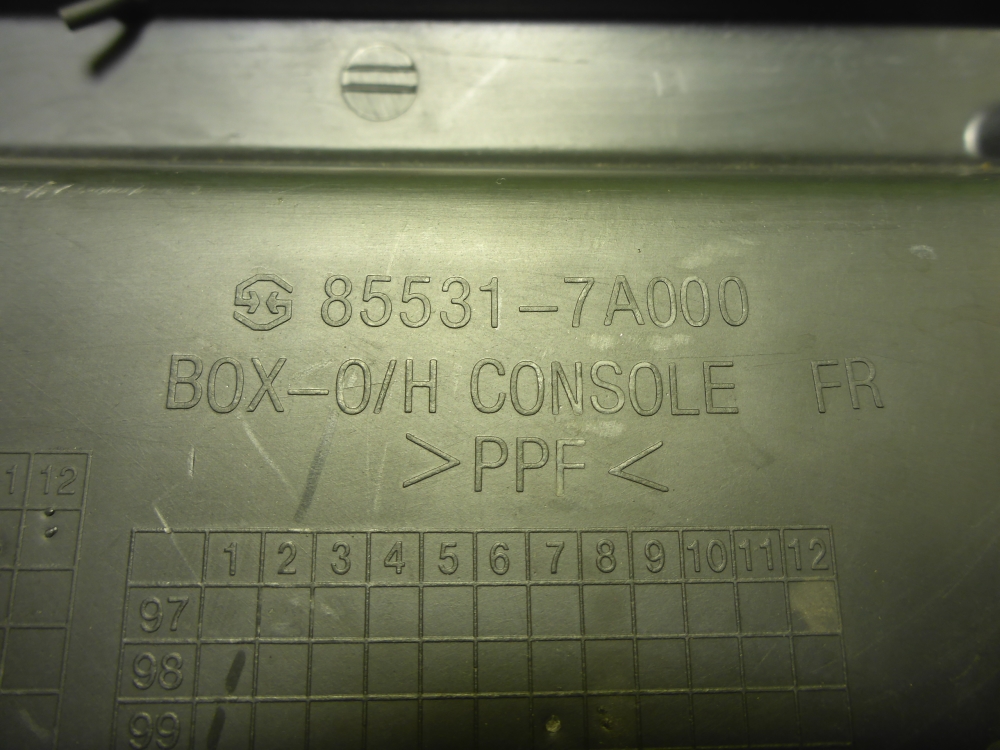 85531-7A000
BOX-O/H CONSOLE FR
>PPF<
1 12
1 2 3 4 5 6 7 8 9 10 11 12
97
98
99